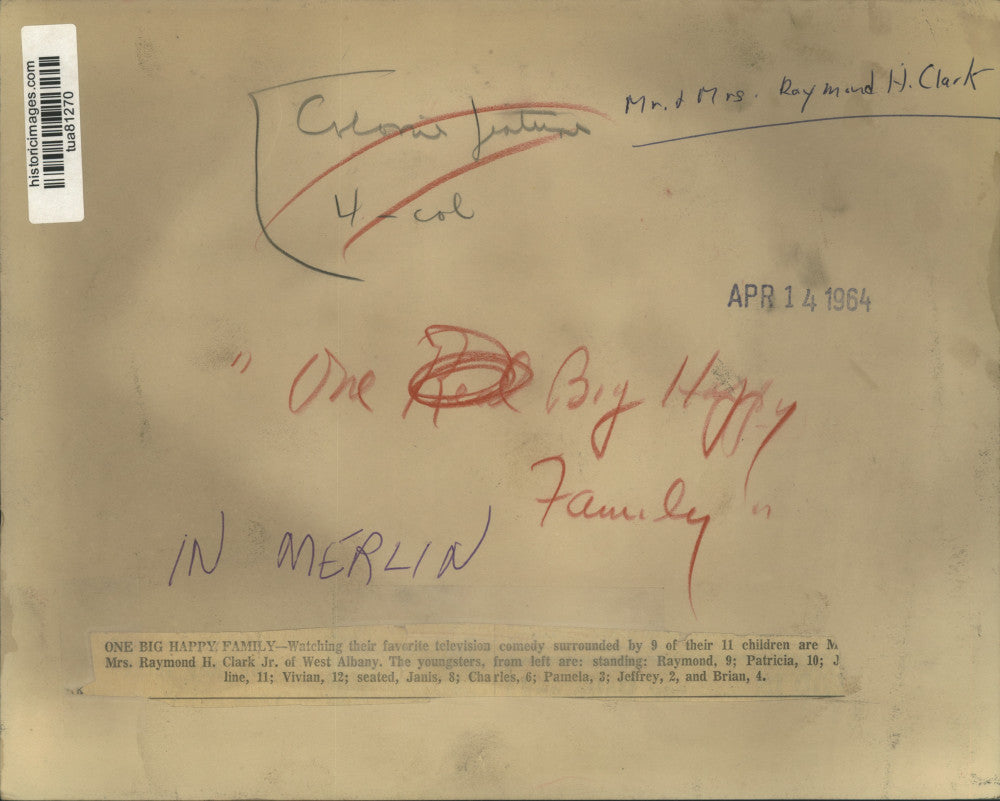 historicimages.com
tua81270
Colonie feature
4-col
Mr. & Mrs. Raymond H. Clark
APR 14 1964
" One Big Happy
Family "
IN MERLIN
ONE BIG HAPPY FAMILY—Watching their favorite television comedy surrounded by 9 of their 11 children are M
Mrs. Raymond H. Clark Jr. of West Albany. The youngsters, from left are: standing: Raymond, 9; Patricia, 10; J
line, 11; Vivian, 12; seated, Janis, 8; Charles, 6; Pamela, 3; Jeffrey, 2, and Brian, 4.